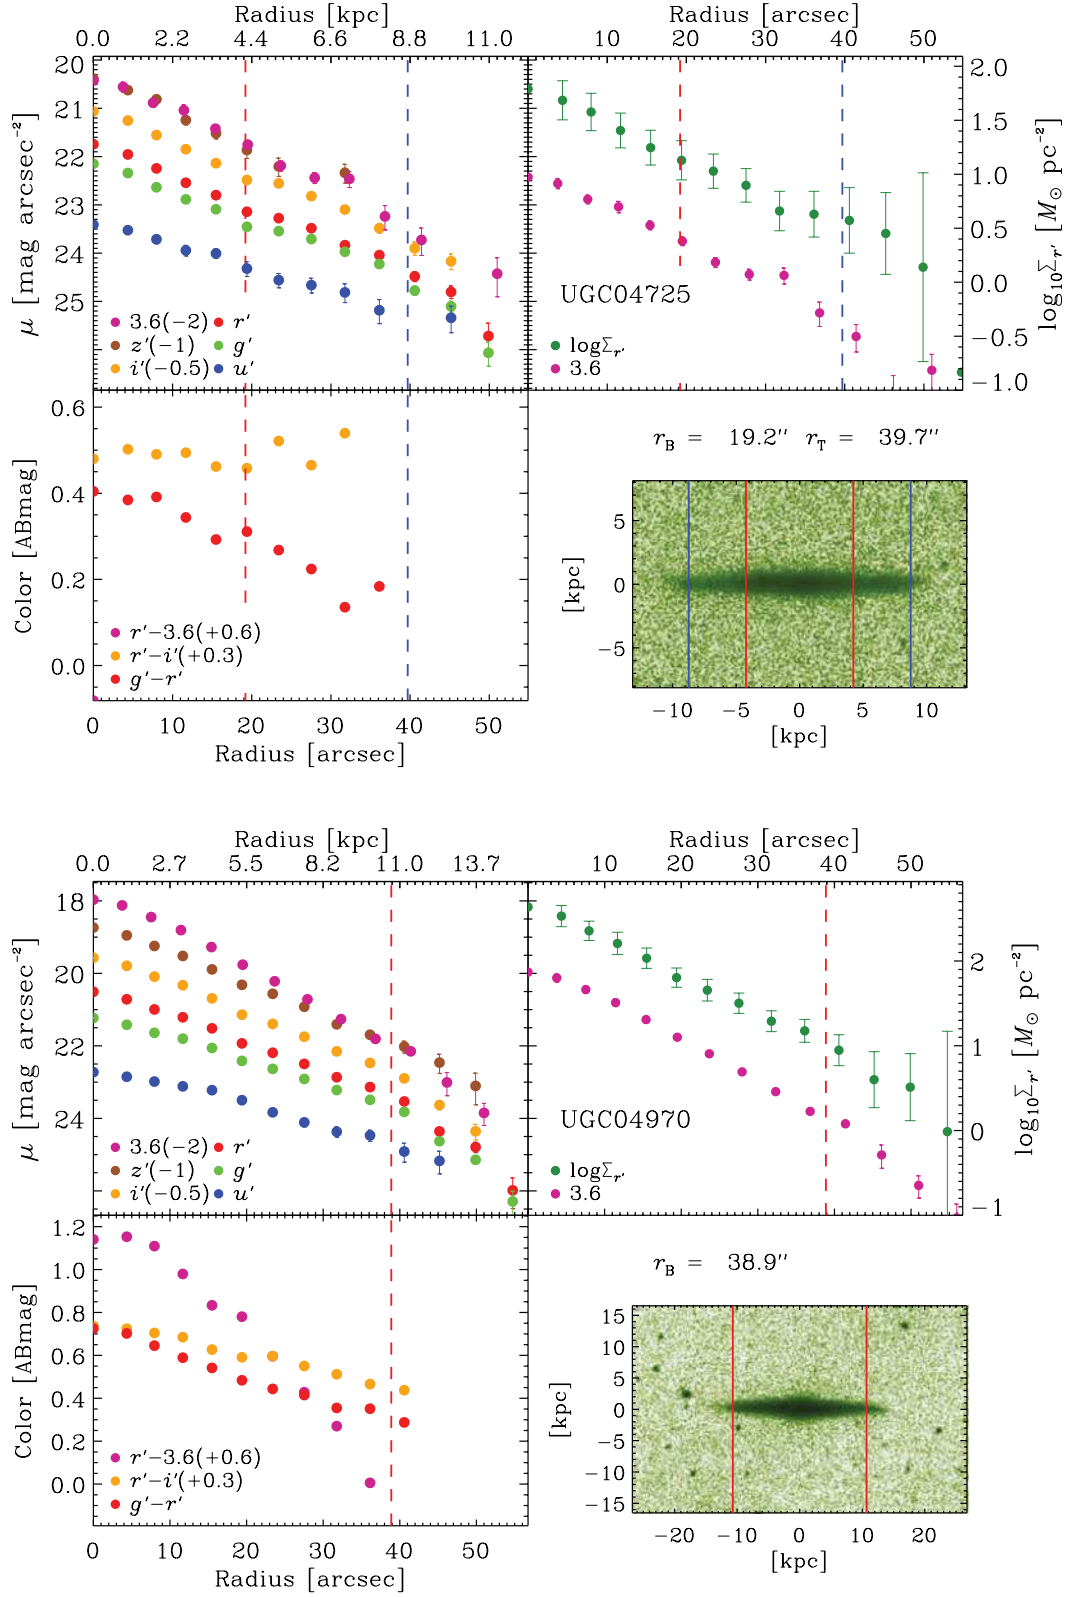 Radius [kpc] Radius [arcsec]
0.0 2.2 4.4 6.6 8.8 11.0 10 20 30 40 50
20
21
22
23
24
25
μ [mag arcsec⁻²]
3.6(−2) r′
z′(−1) g′
i′(−0.5) u′
UGC04725
logΣr′
3.6
2.0
1.5
1.0
0.5
0.0
−0.5
−1.0
log₁₀Σr′ [M⊙ pc⁻²]
0.6
0.4
0.2
0.0
Color [ABmag]
r′−3.6(+0.6)
r′−i′(+0.3)
g′−r′
0 10 20 30 40 50
Radius [arcsec]
rB = 19.2″ rT = 39.7″
5
0
−5
[kpc]
−10 −5 0 5 10
[kpc]
Radius [kpc] Radius [arcsec]
0.0 2.7 5.5 8.2 11.0 13.7 10 20 30 40 50
18
20
22
24
μ [mag arcsec⁻²]
3.6(−2) r′
z′(−1) g′
i′(−0.5) u′
UGC04970
logΣr′
3.6
2
1
0
−1
log₁₀Σr′ [M⊙ pc⁻²]
1.2
1.0
0.8
0.6
0.4
0.2
0.0
Color [ABmag]
r′−3.6(+0.6)
r′−i′(+0.3)
g′−r′
0 10 20 30 40 50
Radius [arcsec]
rB = 38.9″
15
10
5
0
−5
−10
−15
[kpc]
−20 −10 0 10 20
[kpc]